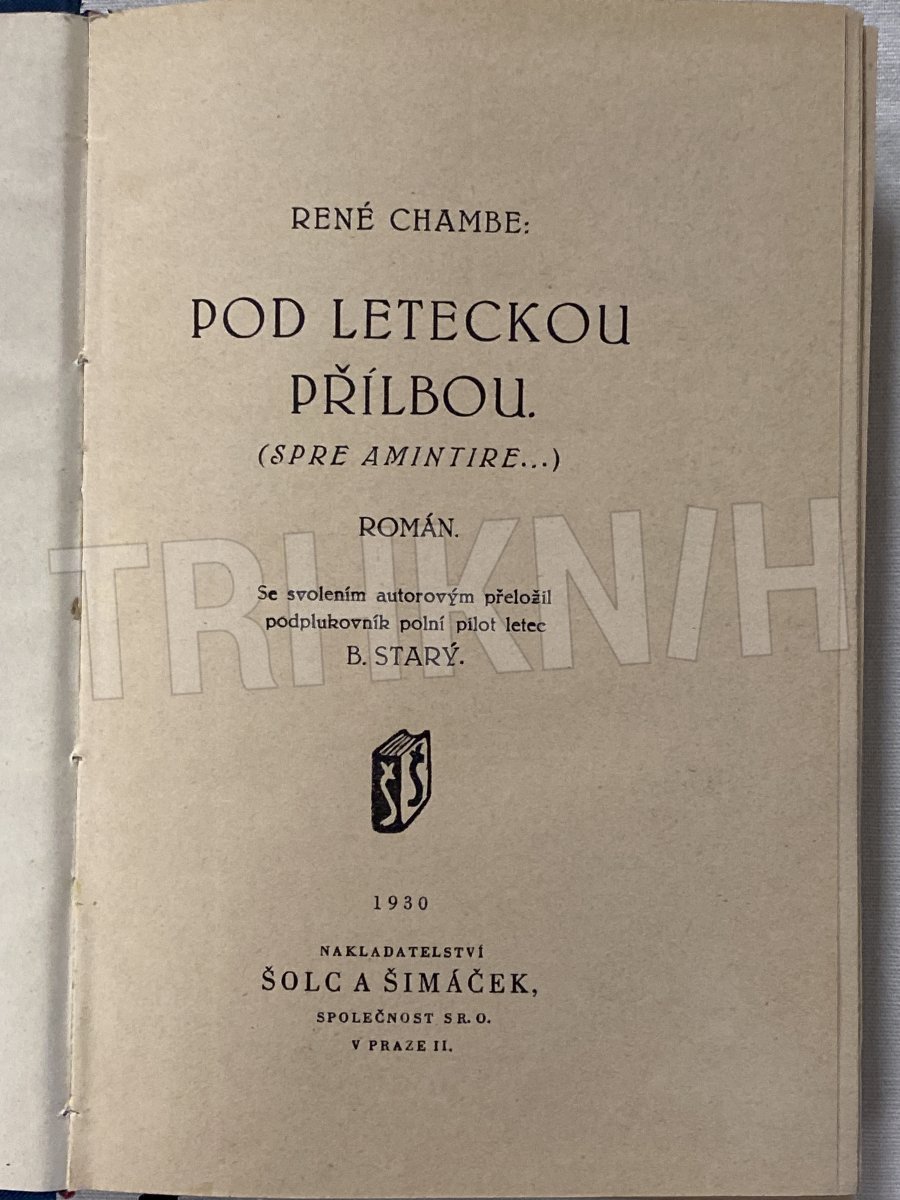 RENÉ CHAMBE:
POD LETECKOU
PŘÍLBOU.
(SPRE AMINTIRE...)
ROMÁN.
TRHKNIH
Se svolením autorovým přeložil
podplukovník polní pilot letec
B. STARÝ.
Š Š
1930
NAKLADATELSTVÍ
ŠOLC A ŠIMÁČEK,
SPOLEČNOST S R. O.
V PRAZE II.